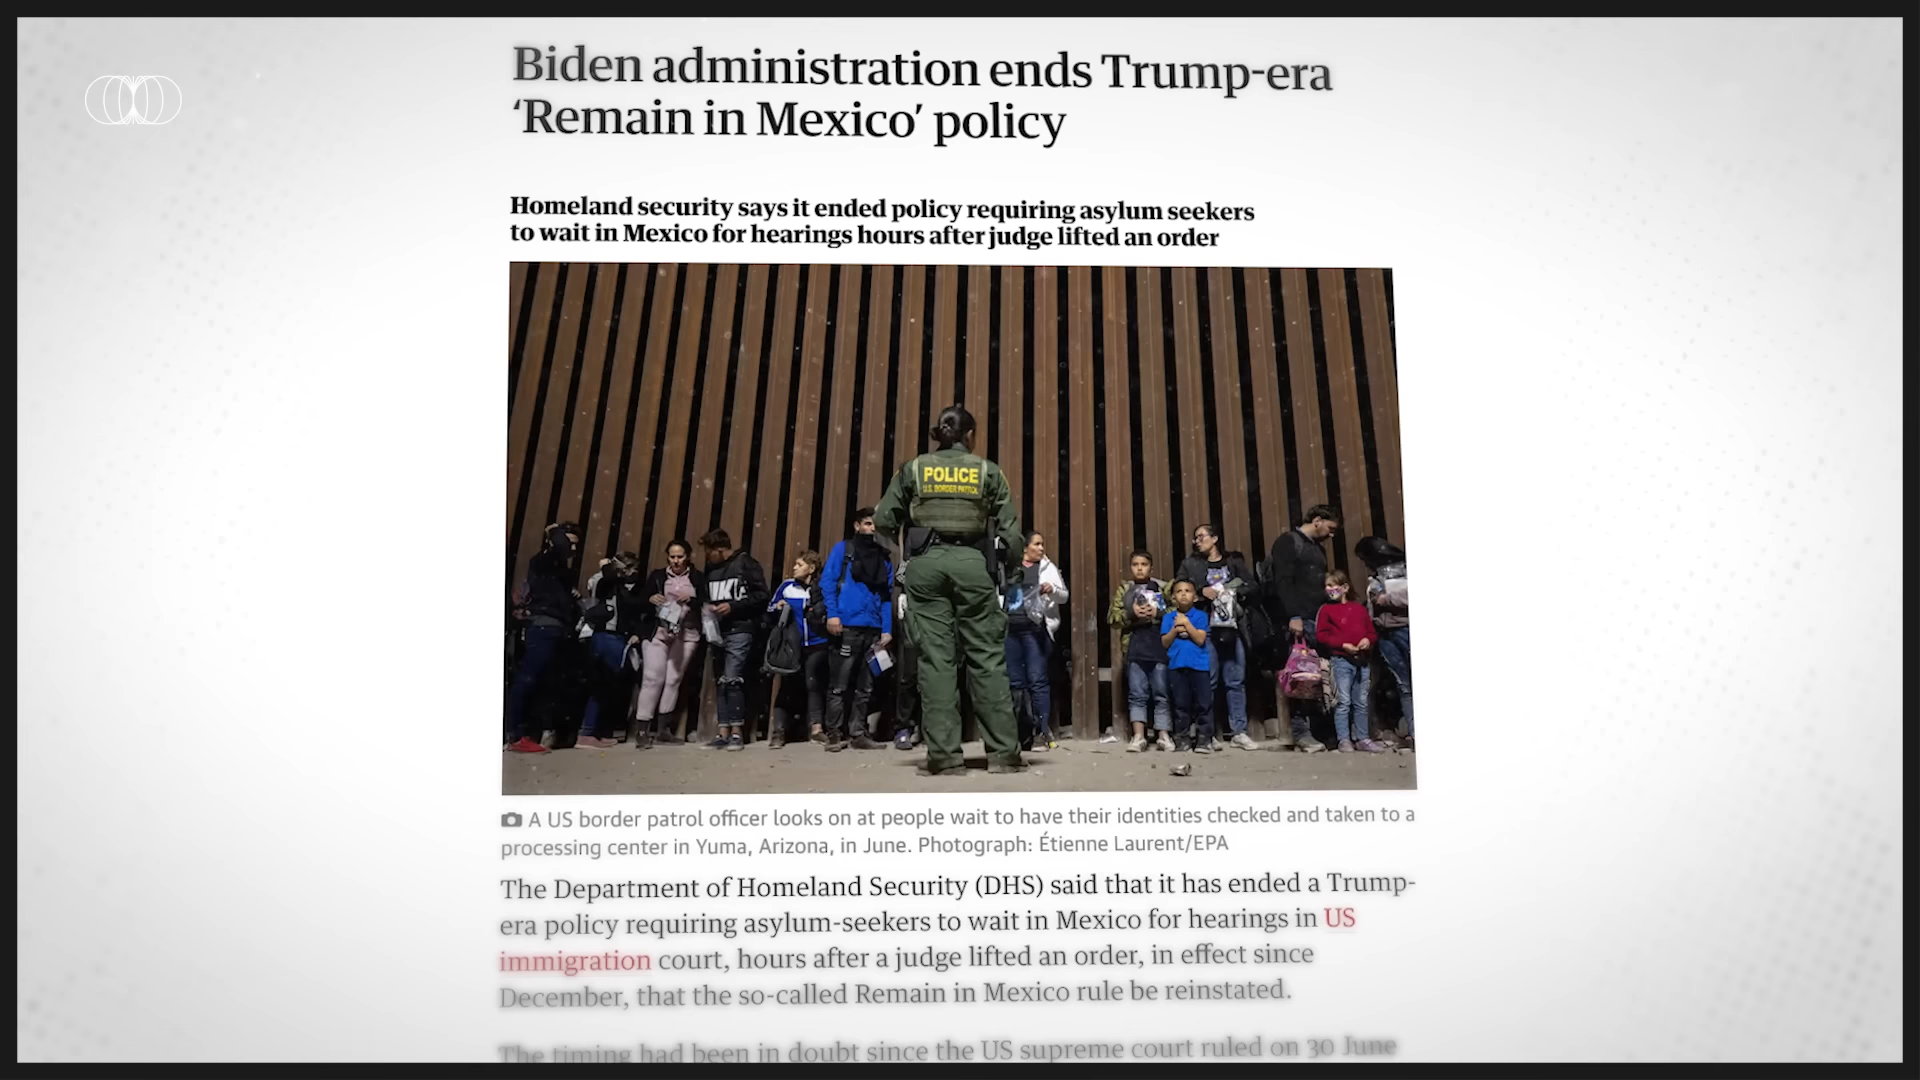 Biden administration ends Trump-era
‘Remain in Mexico’ policy
Homeland security says it ended policy requiring asylum seekers
to wait in Mexico for hearings hours after judge lifted an order
POLICE
U.S. BORDER PATROL
A US border patrol officer looks on at people wait to have their identities checked and taken to a
processing center in Yuma, Arizona, in June. Photograph: Étienne Laurent/EPA
The Department of Homeland Security (DHS) said that it has ended a Trump-
era policy requiring asylum-seekers to wait in Mexico for hearings in US
immigration court, hours after a judge lifted an order, in effect since
December, that the so-called Remain in Mexico rule be reinstated.
The timing had been in doubt since the US supreme court ruled on 30 June